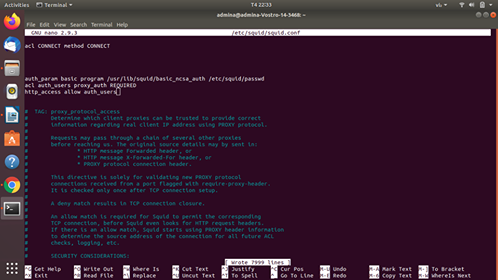 Activities
Terminal
T4 22:33
vi
admina@admina-Vostro-14-3468: ~
File Edit View Search Terminal Help
GNU nano 2.9.3 /etc/squid/squid.conf
acl CONNECT method CONNECT
auth_param basic program /usr/lib/squid/basic_ncsa_auth /etc/squid/passwd
acl auth_users proxy_auth REQUIRED
http_access allow auth_users
# TAG: proxy_protocol_access
# Determine which client proxies can be trusted to provide correct
# information regarding real client IP address using PROXY protocol.
#
# Requests may pass through a chain of several other proxies
# before reaching us. The original source details may by sent in:
# * HTTP message Forwarded header, or
# * HTTP message X-Forwarded-For header, or
# * PROXY protocol connection header.
#
# This directive is solely for validating new PROXY protocol
# connections received from a port flagged with require-proxy-header.
# It is checked only once after TCP connection setup.
#
# A deny match results in TCP connection closure.
#
# An allow match is required for Squid to permit the corresponding
# TCP connection, before Squid even looks for HTTP request headers.
# If there is an allow match, Squid starts using PROXY header information
# to determine the source address of the connection for all future ACL
# checks, logging, etc.
#
# SECURITY CONSIDERATIONS:
[ Wrote 7999 lines ]
^G Get Help ^O Write Out ^W Where Is ^K Cut Text ^J Justify ^C Cur Pos M-U Undo M-A Mark Text M-] To Bracket
^X Exit ^R Read File ^\ Replace ^U Uncut Text ^T To Spell ^_ Go To Line M-E Redo M-6 Copy Text M-W WhereIs Next